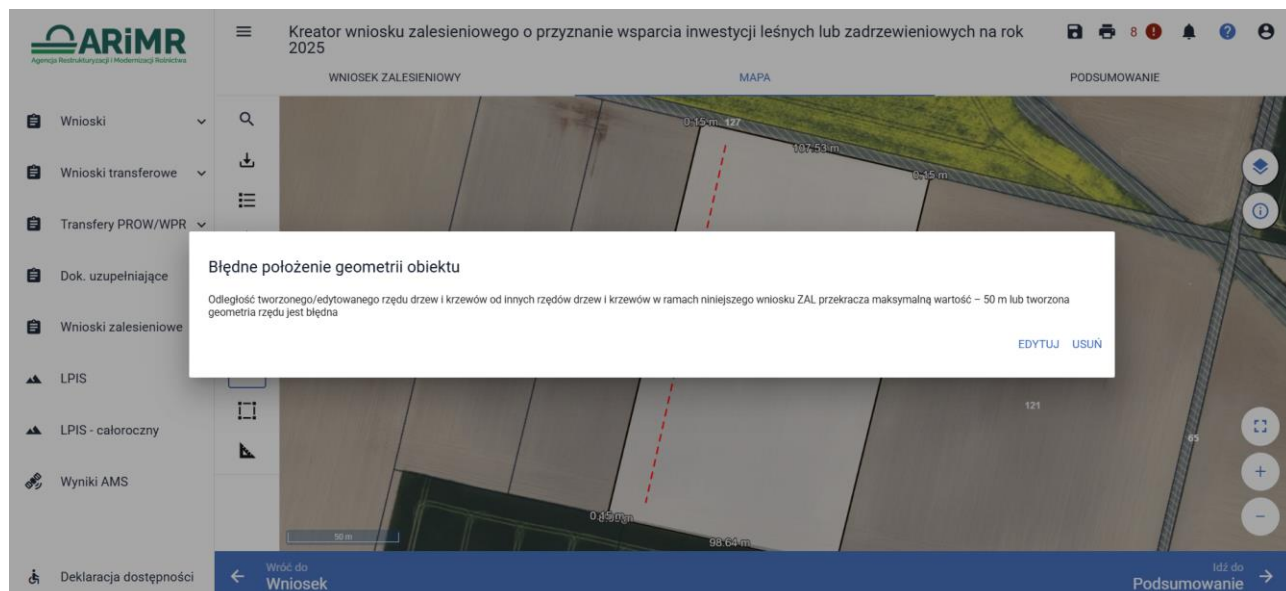 ARiMR
Agencja Restrukturyzacji i Modernizacji Rolnictwa
Kreator wniosku zalesieniowego o przyznanie wsparcia inwestycji leśnych lub zadrzewieniowych na rok
2025
8
WNIOSEK ZALESIENIOWY
MAPA
PODSUMOWANIE
Wnioski
Wnioski transferowe
Transfery PROW/WPR
Dok. uzupełniające
Wnioski zalesieniowe
LPIS
LPIS - całoroczny
Wyniki AMS
Deklaracja dostępności
0,15 m
127
107,53 m
0,15 m
Błędne położenie geometrii obiektu
Odległość tworzonego/edytowanego rzędu drzew i krzewów od innych rzędów drzew i krzewów w ramach niniejszego wniosku ZAL przekracza maksymalną wartość – 50 m lub tworzona
geometria rzędu jest błędna
EDYTUJ USUŃ
121
65
98.64 m
50 m
Wróć do
Wniosek
Idź do
Podsumowanie